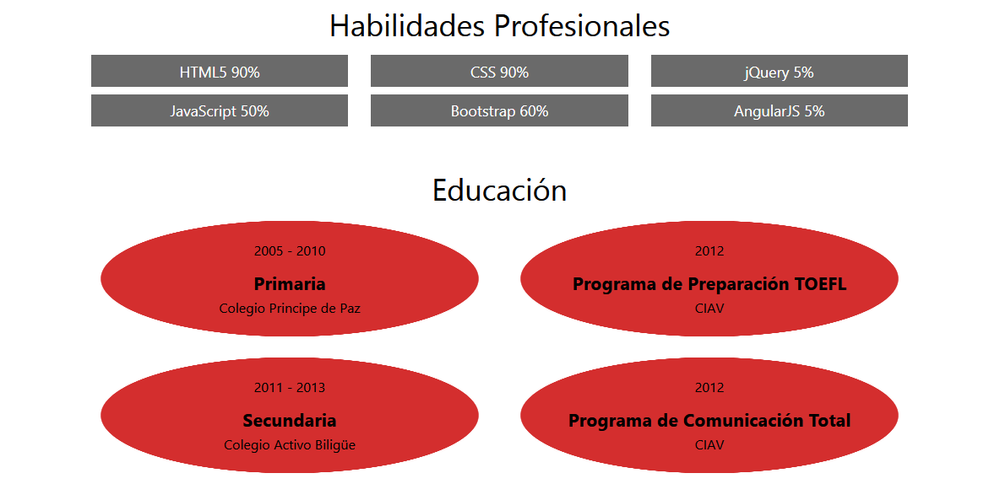 Habilidades Profesionales
HTML5 90%
CSS 90%
jQuery 5%
JavaScript 50%
Bootstrap 60%
AngularJS 5%
Educación
2005 - 2010
Primaria
Colegio Principe de Paz
2012
Programa de Preparación TOEFL
CIAV
2011 - 2013
Secundaria
Colegio Activo Biligüe
2012
Programa de Comunicación Total
CIAV